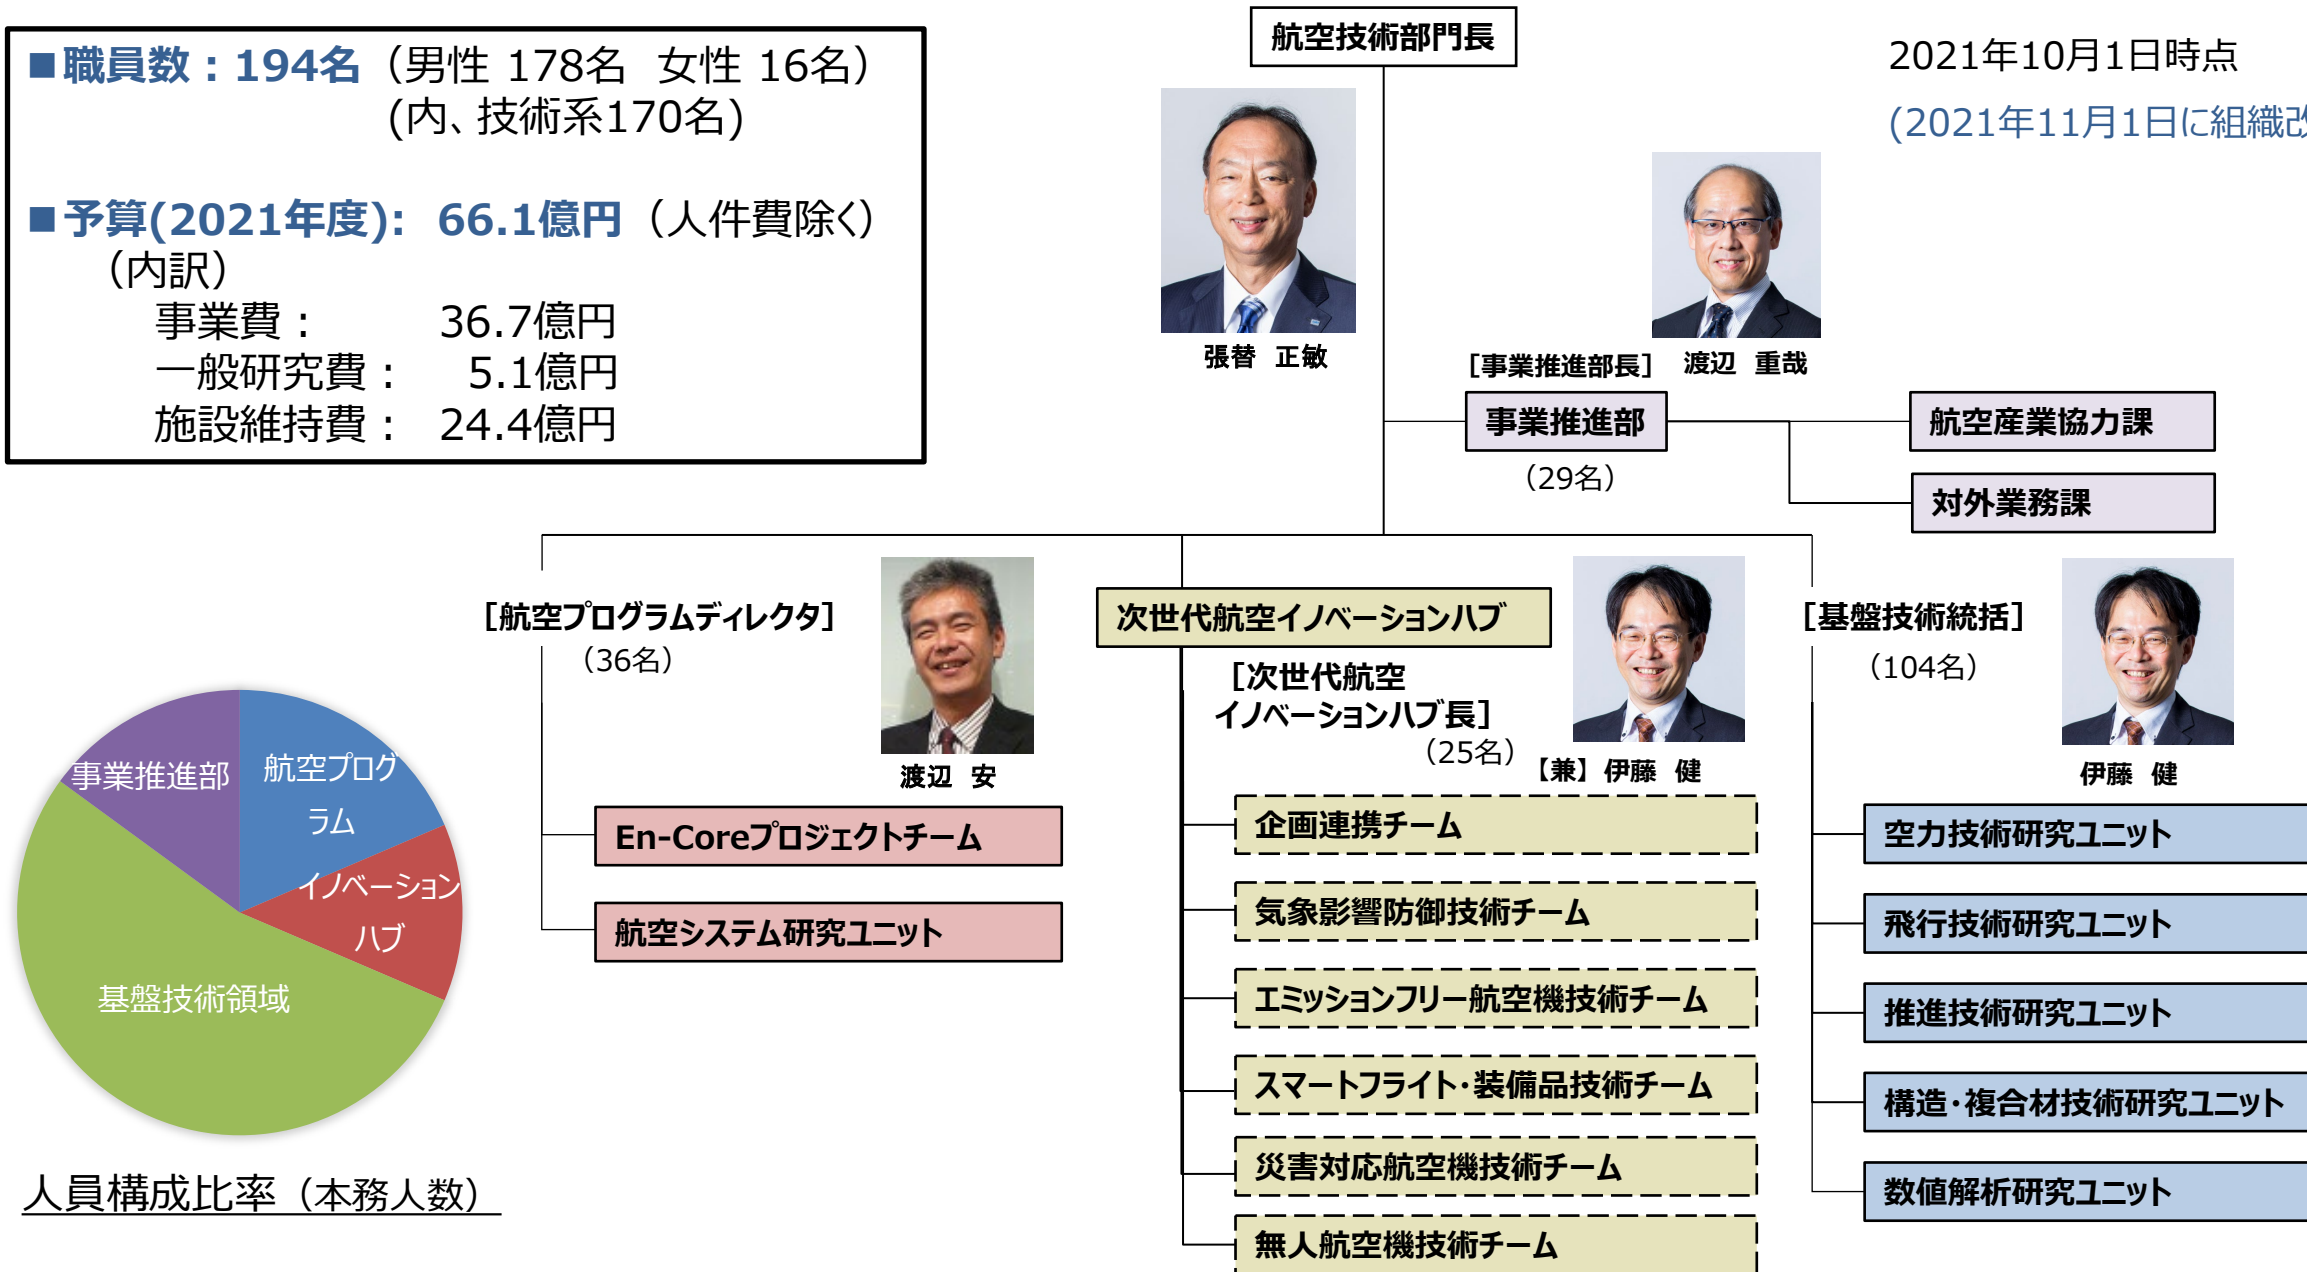 ■職員数：194名（男性 178名　女性 16名）
(内、技術系170名)
■予算(2021年度)： 66.1億円（人件費除く）
（内訳）
事業費： 36.7億円
一般研究費： 5.1億円
施設維持費： 24.4億円
航空技術部門長
張替 正敏
2021年10月1日時点
(2021年11月1日に組織改
[事業推進部長] 渡辺 重哉
事業推進部
（29名）
航空産業協力課
対外業務課
[航空プログラムディレクタ]
（36名）
渡辺 安
En-Coreプロジェクトチーム
航空システム研究ユニット
次世代航空イノベーションハブ
[次世代航空
イノベーションハブ長]
（25名）
【兼】伊藤 健
企画連携チーム
気象影響防御技術チーム
エミッションフリー航空機技術チーム
スマートフライト・装備品技術チーム
災害対応航空機技術チーム
無人航空機技術チーム
[基盤技術統括]
（104名）
伊藤 健
空力技術研究ユニット
飛行技術研究ユニット
推進技術研究ユニット
構造・複合材技術研究ユニット
数値解析研究ユニット
事業推進部
航空プログ
ラム
イノベーション
ハブ
基盤技術領域
人員構成比率（本務人数）